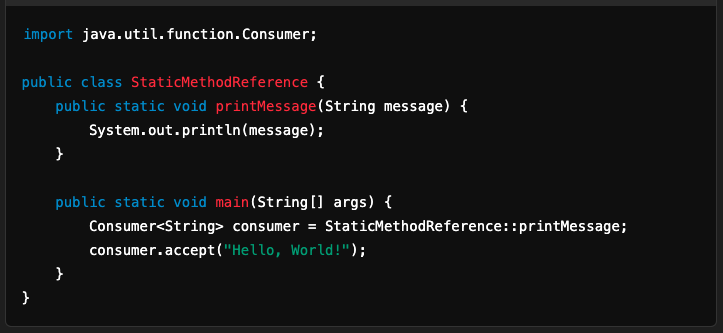 import java.util.function.Consumer;
public class StaticMethodReference {
    public static void printMessage(String message) {
        System.out.println(message);
    }
    public static void main(String[] args) {
        Consumer<String> consumer = StaticMethodReference::printMessage;
        consumer.accept("Hello, World!");
    }
}